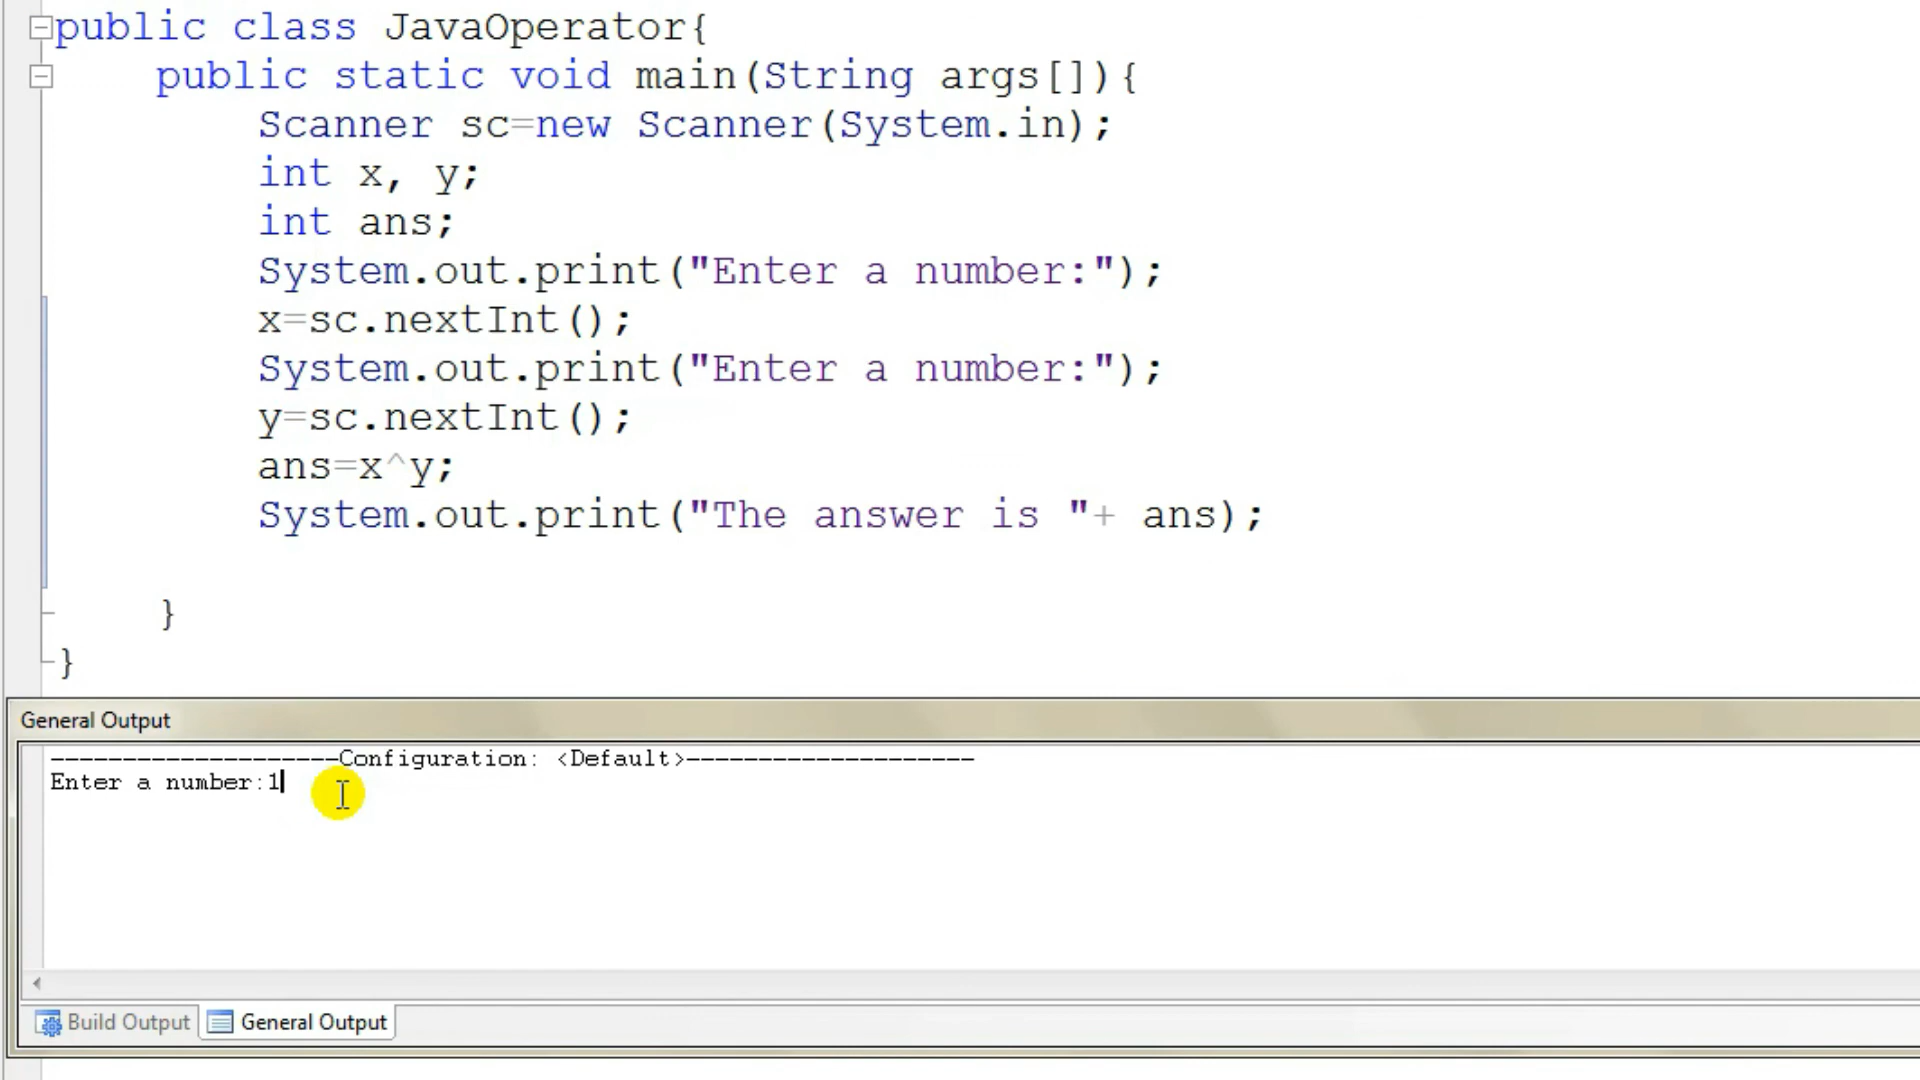 public class JavaOperator{
public static void main(String args[]){
Scanner sc=new Scanner(System.in);
int x, y;
int ans;
System.out.print("Enter a number:");
x=sc.nextInt();
System.out.print("Enter a number:");
y=sc.nextInt();
ans=x^y;
System.out.print("The answer is "+ ans);
}
}
General Output
--------------------Configuration: <Default>--------------------
Enter a number:1
Build Output General Output